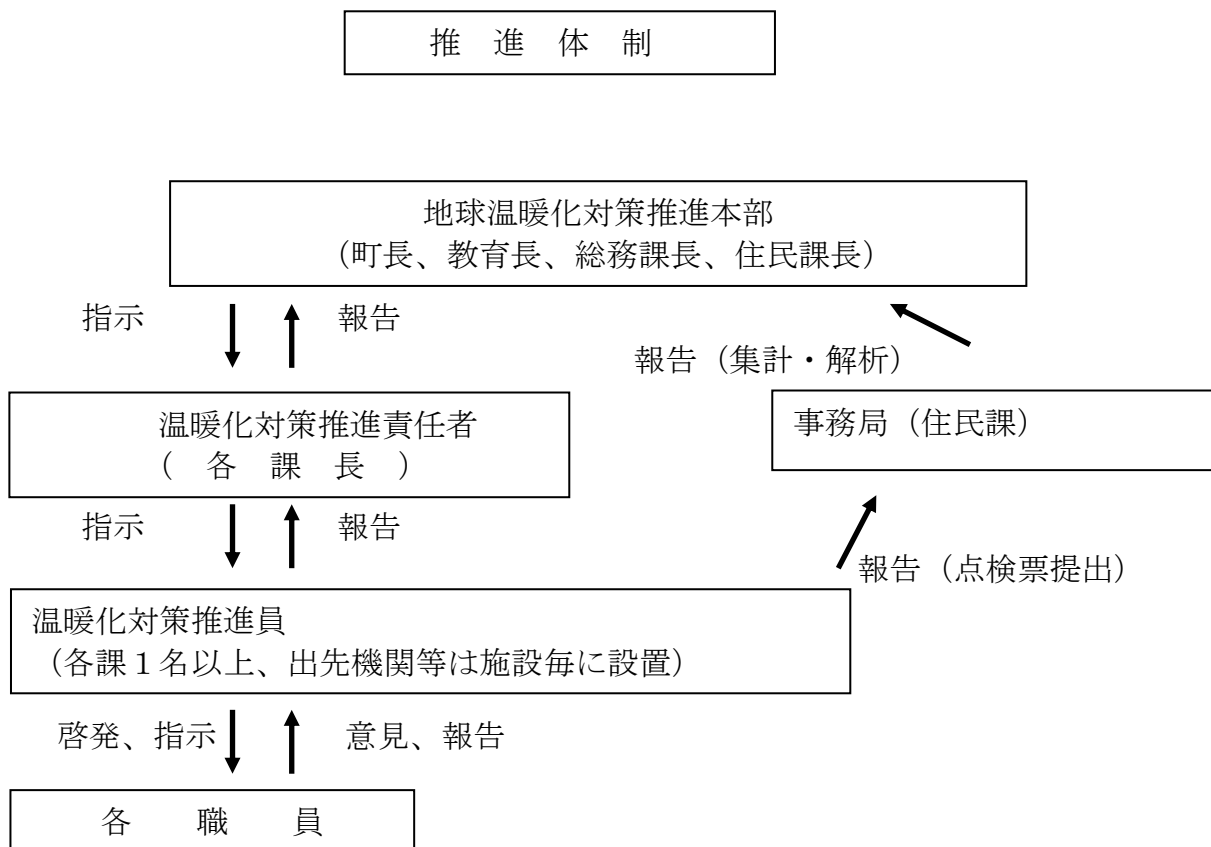 推 進 体 制
地球温暖化対策推進本部
（町長、教育長、総務課長、住民課長）
指示
報告
報告（集計・解析）
温暖化対策推進責任者
（ 各 課 長 ）
事務局（住民課）
指示
報告
報告（点検票提出）
温暖化対策推進員
（各課１名以上、出先機関等は施設毎に設置）
啓発、指示
意見、報告
各 職 員